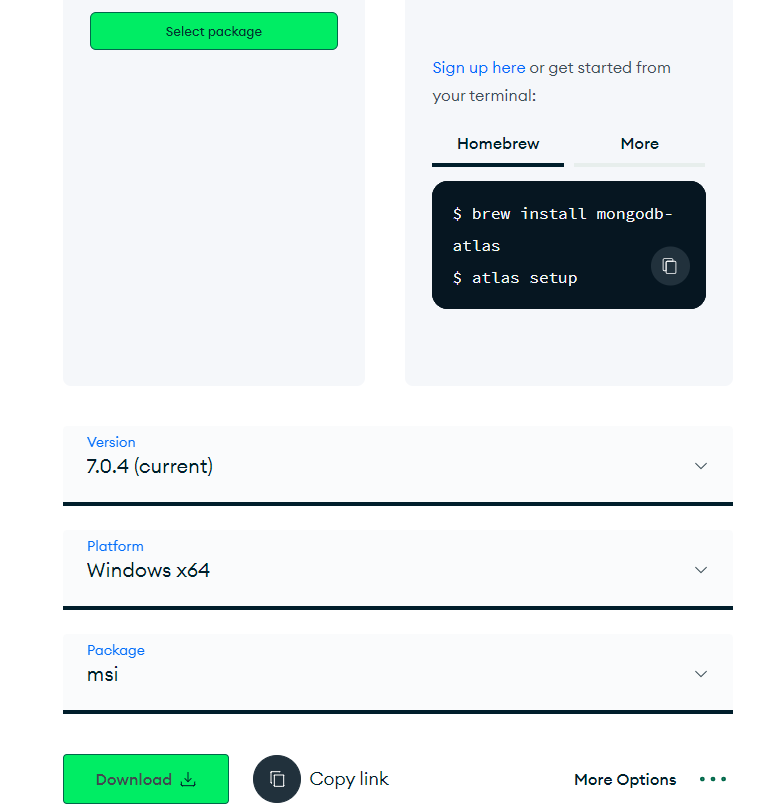 Select package
Sign up here or get started from
your terminal:
Homebrew
More
$ brew install mongodb-
atlas
$ atlas setup
Version
7.0.4 (current)
Platform
Windows x64
Package
msi
Download
Copy link
More Options